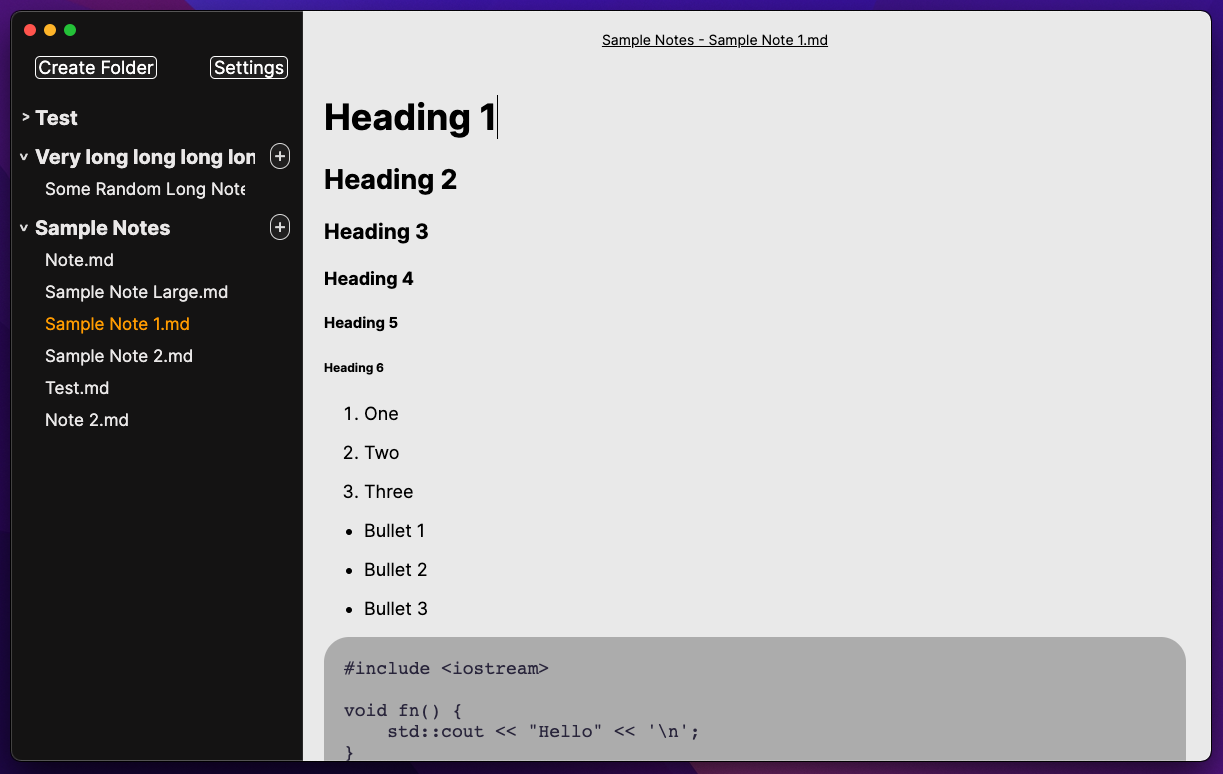 Create Folder
Settings
> Test
v Very long long long lon
+
Some Random Long Note
v Sample Notes
+
Note.md
Sample Note Large.md
Sample Note 1.md
Sample Note 2.md
Test.md
Note 2.md
Sample Notes - Sample Note 1.md
Heading 1
Heading 2
Heading 3
Heading 4
Heading 5
Heading 6
1. One
2. Two
3. Three
• Bullet 1
• Bullet 2
• Bullet 3
#include <iostream>
void fn() {
    std::cout << "Hello" << '\n';
}